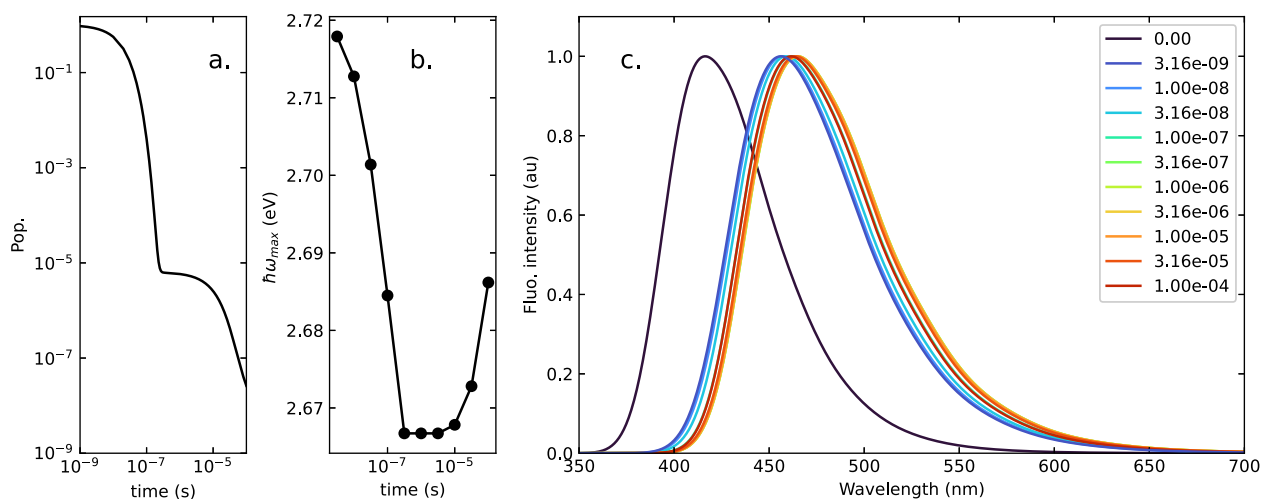 a.
10⁻¹
10⁻³
10⁻⁵
10⁻⁷
10⁻⁹
Pop.
10⁻⁹
10⁻⁷
10⁻⁵
time (s)
b.
2.72
2.71
2.70
2.69
2.68
2.67
ℏω_max (eV)
10⁻⁷
10⁻⁵
time (s)
c.
1.0
0.8
0.6
0.4
0.2
0.0
Fluo. intensity (au)
350
400
450
500
550
600
650
700
Wavelength (nm)
0.00
3.16e-09
1.00e-08
3.16e-08
1.00e-07
3.16e-07
1.00e-06
3.16e-06
1.00e-05
3.16e-05
1.00e-04